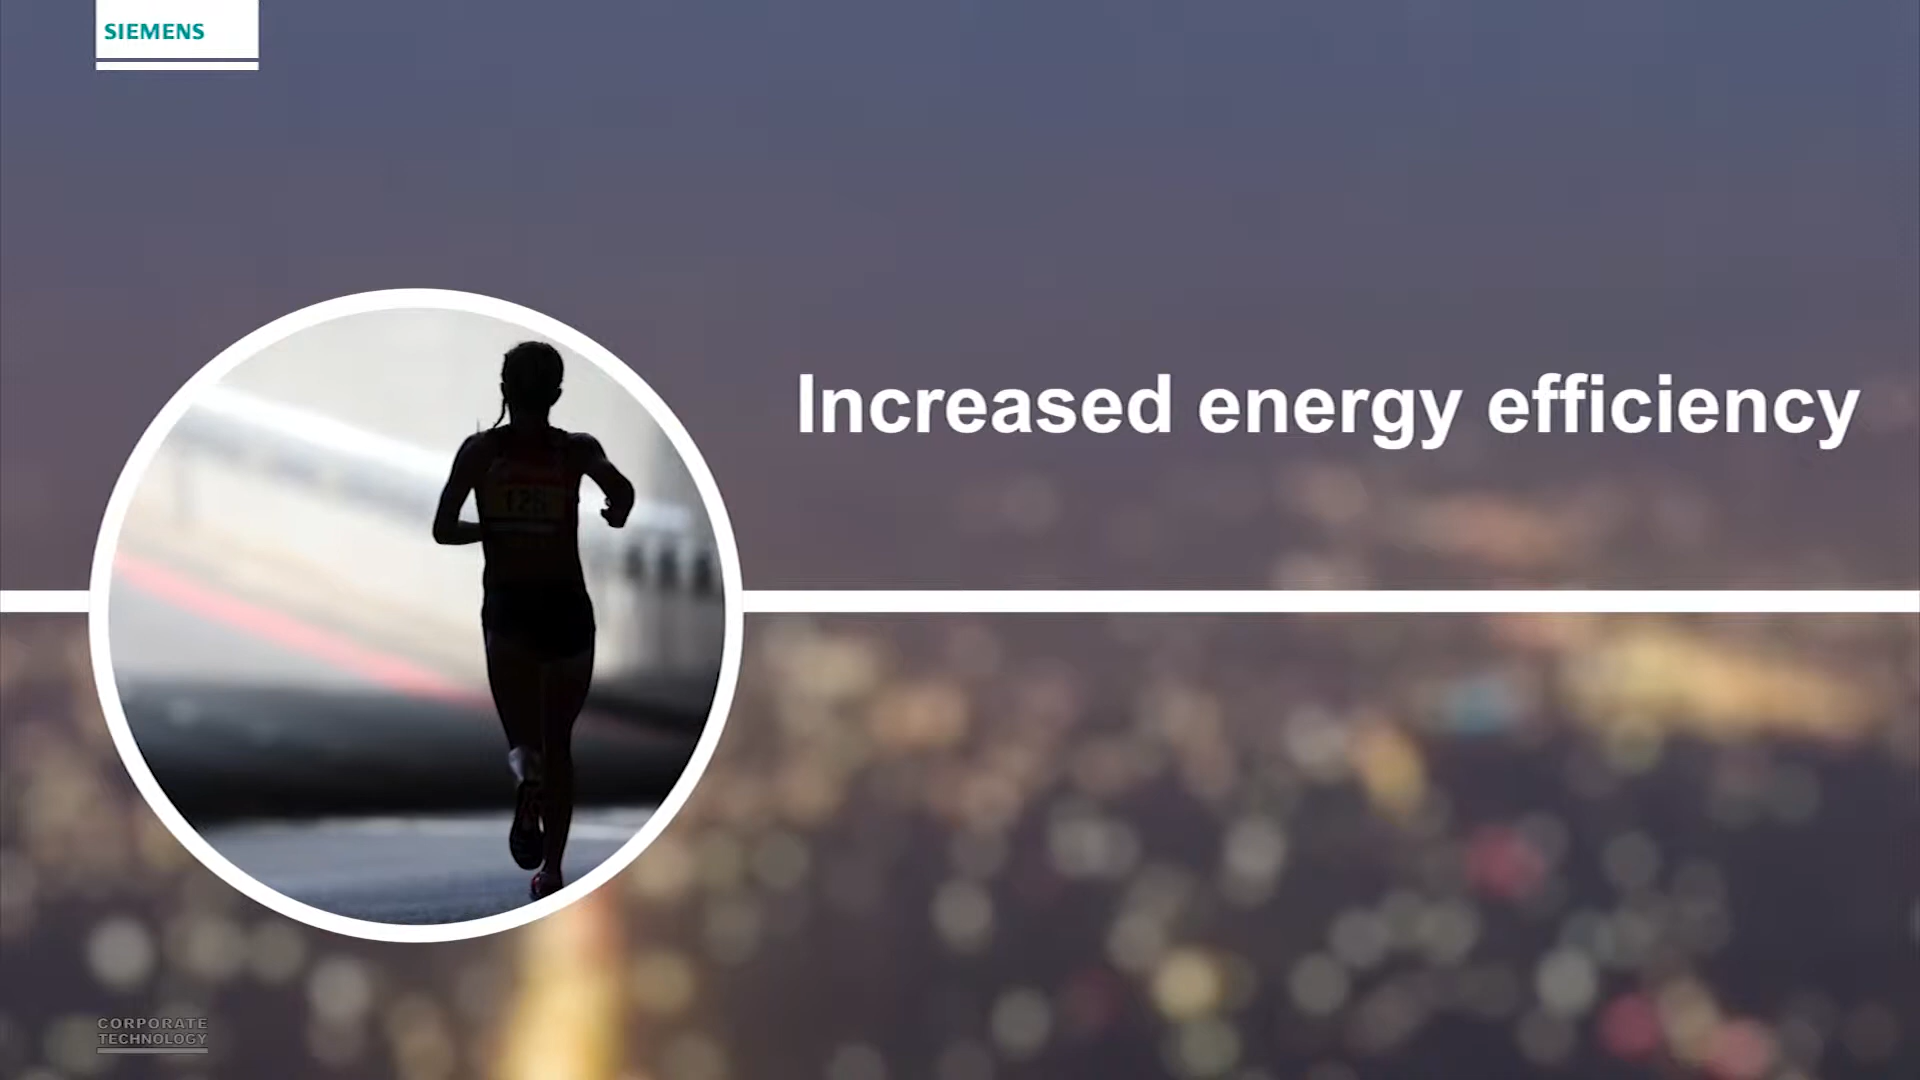 SIEMENS
Increased energy efficiency
CORPORATE
TECHNOLOGY